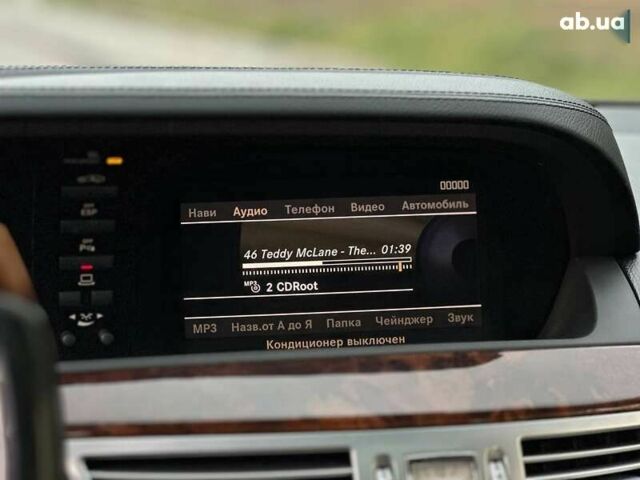 ab.ua
00000
Нави Аудио Телефон Видео Автомобиль
46 Teddy McLane - The... 01:39
MP3 2 CDRoot
MP3 Назв.от А до Я Папка Чейнджер Звук
Кондиционер выключен
ESP